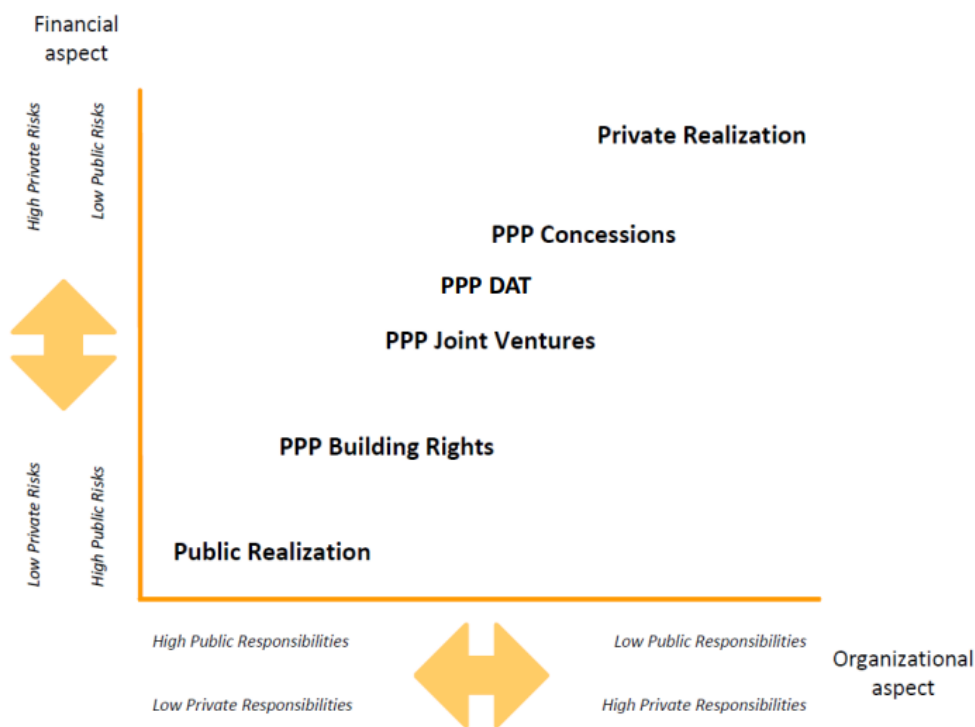 Financial
aspect
High Private Risks
Low Public Risks
Private Realization
PPP Concessions
PPP DAT
PPP Joint Ventures
PPP Building Rights
Low Private Risks
High Public Risks
Public Realization
High Public Responsibilities
Low Public Responsibilities
Organizational
aspect
Low Private Responsibilities
High Private Responsibilities